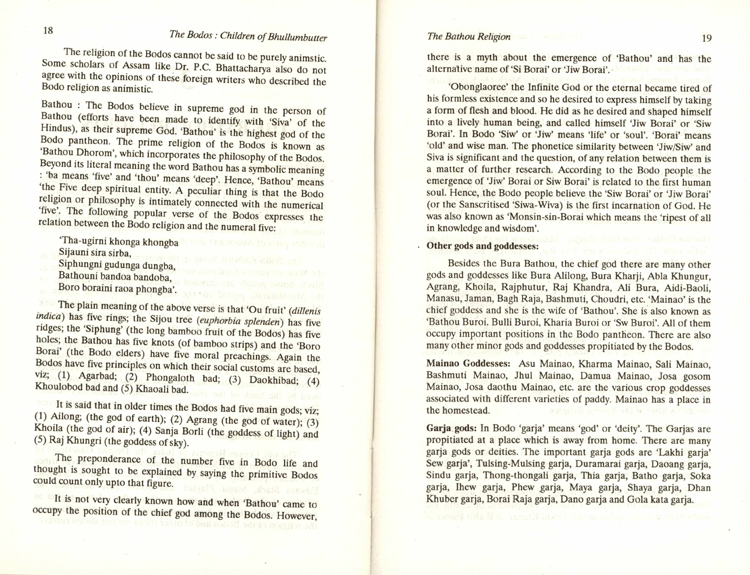 18
The Bodos : Children of Bhullumbutter
The religion of the Bodos cannot be said to be purely animstic.
Some scholars of Assam like Dr. P.C. Bhattacharya also do not
agree with the opinions of these foreign writers who described the
Bodo religion as animistic.
Bathou : The Bodos believe in supreme god in the person of
Bathou (efforts have been made to identify with ‘Siva’ of the
Hindus), as their supreme God. ‘Bathou’ is the highest god of the
Bodo pantheon. The prime religion of the Bodos is known as
‘Bathou Dhorom’, which incorporates the philosophy of the Bodos.
Beyond its literal meaning the word Bathou has a symbolic meaning
: ‘ba means ‘five’ and ‘thou’ means ‘deep’. Hence, ‘Bathou’ means
‘the Five deep spiritual entity. A peculiar thing is that the Bodo
religion or philosophy is intimately connected with the numerical
‘five’. The following popular verse of the Bodos expresses the
relation between the Bodo religion and the numeral five:
‘Tha-ugirni khonga khongba
Sijauni sira sirba,
Siphungni gudunga dungba,
Bathouni bandoa bandoba,
Boro boraini raoa phongba’.
The plain meaning of the above verse is that ‘Ou fruit’ (dillenis
indica) has five rings; the Sijou tree (euphorbia splenden) has five
ridges; the ‘Siphung’ (the long bamboo fruit of the Bodos) has five
holes; the Bathou has five knots (of bamboo strips) and the ‘Boro
Borai’ (the Bodo elders) have five moral preachings. Again the
Bodos have five principles on which their social customs are based,
viz; (1) Agarbad; (2) Phongaloth bad; (3) Daokhibad; (4)
Khoulobod bad and (5) Khaoali bad.
It is said that in older times the Bodos had five main gods; viz;
(1) Ailong; (the god of earth); (2) Agrang (the god of water); (3)
Khoila (the god of air); (4) Sanja Borli (the goddess of light) and
(5) Raj Khungri (the goddess of sky).
The preponderance of the number five in Bodo life and
thought is sought to be explained by saying the primitive Bodos
could count only upto that figure.
It is not very clearly known how and when ‘Bathou’ came to
occupy the position of the chief god among the Bodos. However,
The Bathou Religion
19
there is a myth about the emergence of ‘Bathou’ and has the
alternative name of ‘Si Borai’ or ‘Jiw Borai’.
‘Obonglaoree’ the Infinite God or the eternal became tired of
his formless existence and so he desired to express himself by taking
a form of flesh and blood. He did as he desired and shaped himself
into a lively human being, and called himself ‘Jiw Borai’ or ‘Siw
Borai’. In Bodo ‘Siw’ or ‘Jiw’ means ‘life’ or ‘soul’. ‘Borai’ means
‘old’ and wise man. The phonetice similarity between ‘Jiw/Siw’ and
Siva is significant and the question, of any relation between them is
a matter of further research. According to the Bodo people the
emergence of ‘Jiw’ Borai or Siw Borai’ is related to the first human
soul. Hence, the Bodo people believe the ‘Siw Borai’ or ‘Jiw Borai’
(or the Sanscritised ‘Siwa-Wiva) is the first incarnation of God. He
was also known as ‘Monsin-sin-Borai which means the ‘ripest of all
in knowledge and wisdom’.
Other gods and goddesses:
Besides the Bura Bathou, the chief god there are many other
gods and goddesses like Bura Alilong, Bura Kharji, Abla Khungur,
Agrang, Khoila, Rajphutur, Raj Khandra, Ali Bura, Aidi-Baoli,
Manasu, Jaman, Bagh Raja, Bashmuti, Choudri, etc. ‘Mainao’ is the
chief goddess and she is the wife of ‘Bathou’. She is also known as
‘Bathou Buroi. Bulli Buroi, Kharia Buroi or ‘Sw Buroi’. All of them
occupy important positions in the Bodo pantheon. There are also
many other minor gods and goddesses propitiated by the Bodos.
Mainao Goddesses: Asu Mainao, Kharma Mainao, Sali Mainao,
Bashmuti Mainao, Jhul Mainao, Damua Mainao, Josa gosom
Mainao, Josa daothu Mainao, etc. are the various crop goddesses
associated with different varieties of paddy. Mainao has a place in
the homestead.
Garja gods: In Bodo ‘garja’ means ‘god’ or ‘deity’. The Garjas are
propitiated at a place which is away from home. There are many
garja gods or deities. The important garja gods are ‘Lakhi garja’
Sew garja’, Tulsing-Mulsing garja, Duramarai garja, Daoang garja,
Sindu garja, Thong-thongali garja, Thia garja, Batho garja, Soka
garja, Ihew garja, Phew garja, Maya garja, Shaya garja, Dhan
Khuber garja, Borai Raja garja, Dano garja and Gola kata garja.